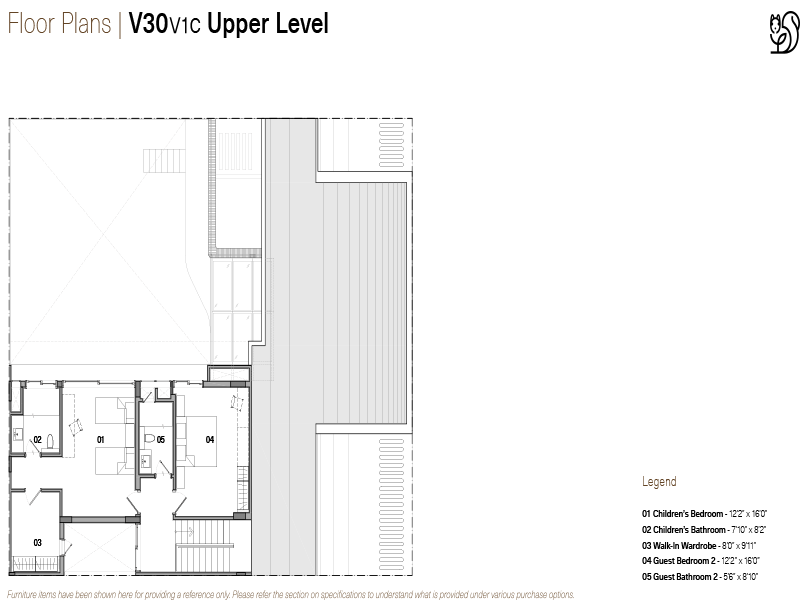 Floor Plans | V30V1C Upper Level
02
01
05
04
03
Legend
01 Children's Bedroom - 12'2" x 16'0"
02 Children's Bathroom - 7'10" x 8'2"
03 Walk-In Wardrobe - 8'0" x 9'11"
04 Guest Bedroom 2 - 12'2" x 16'0"
05 Guest Bathroom 2 - 5'6" x 8'10"
Furniture items have been shown here for providing a reference only. Please refer the section on specifications to understand what is provided under various purchase options.